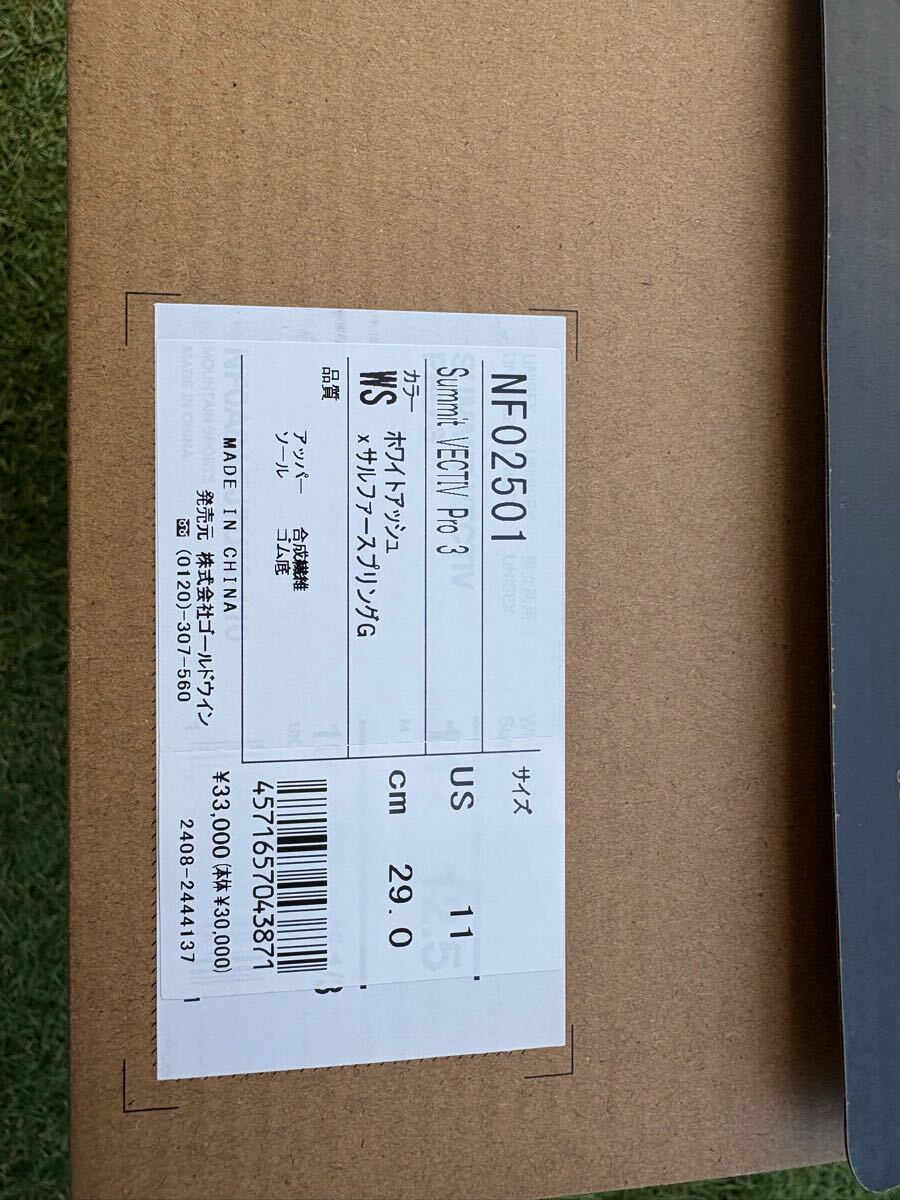 NF02501
Summit VECTIV Pro 3
カラー
WS ホワイトアッシュ
xサルファースプリングG
品質
アッパー 合成繊維
ソール ゴム底
MADE IN CHINA
発売元 株式会社ゴールドウイン
(0120)-307-560
サイズ
US 11
cm 29.0
4571657043871
¥33,000(本体¥30,000)
2408-2444137